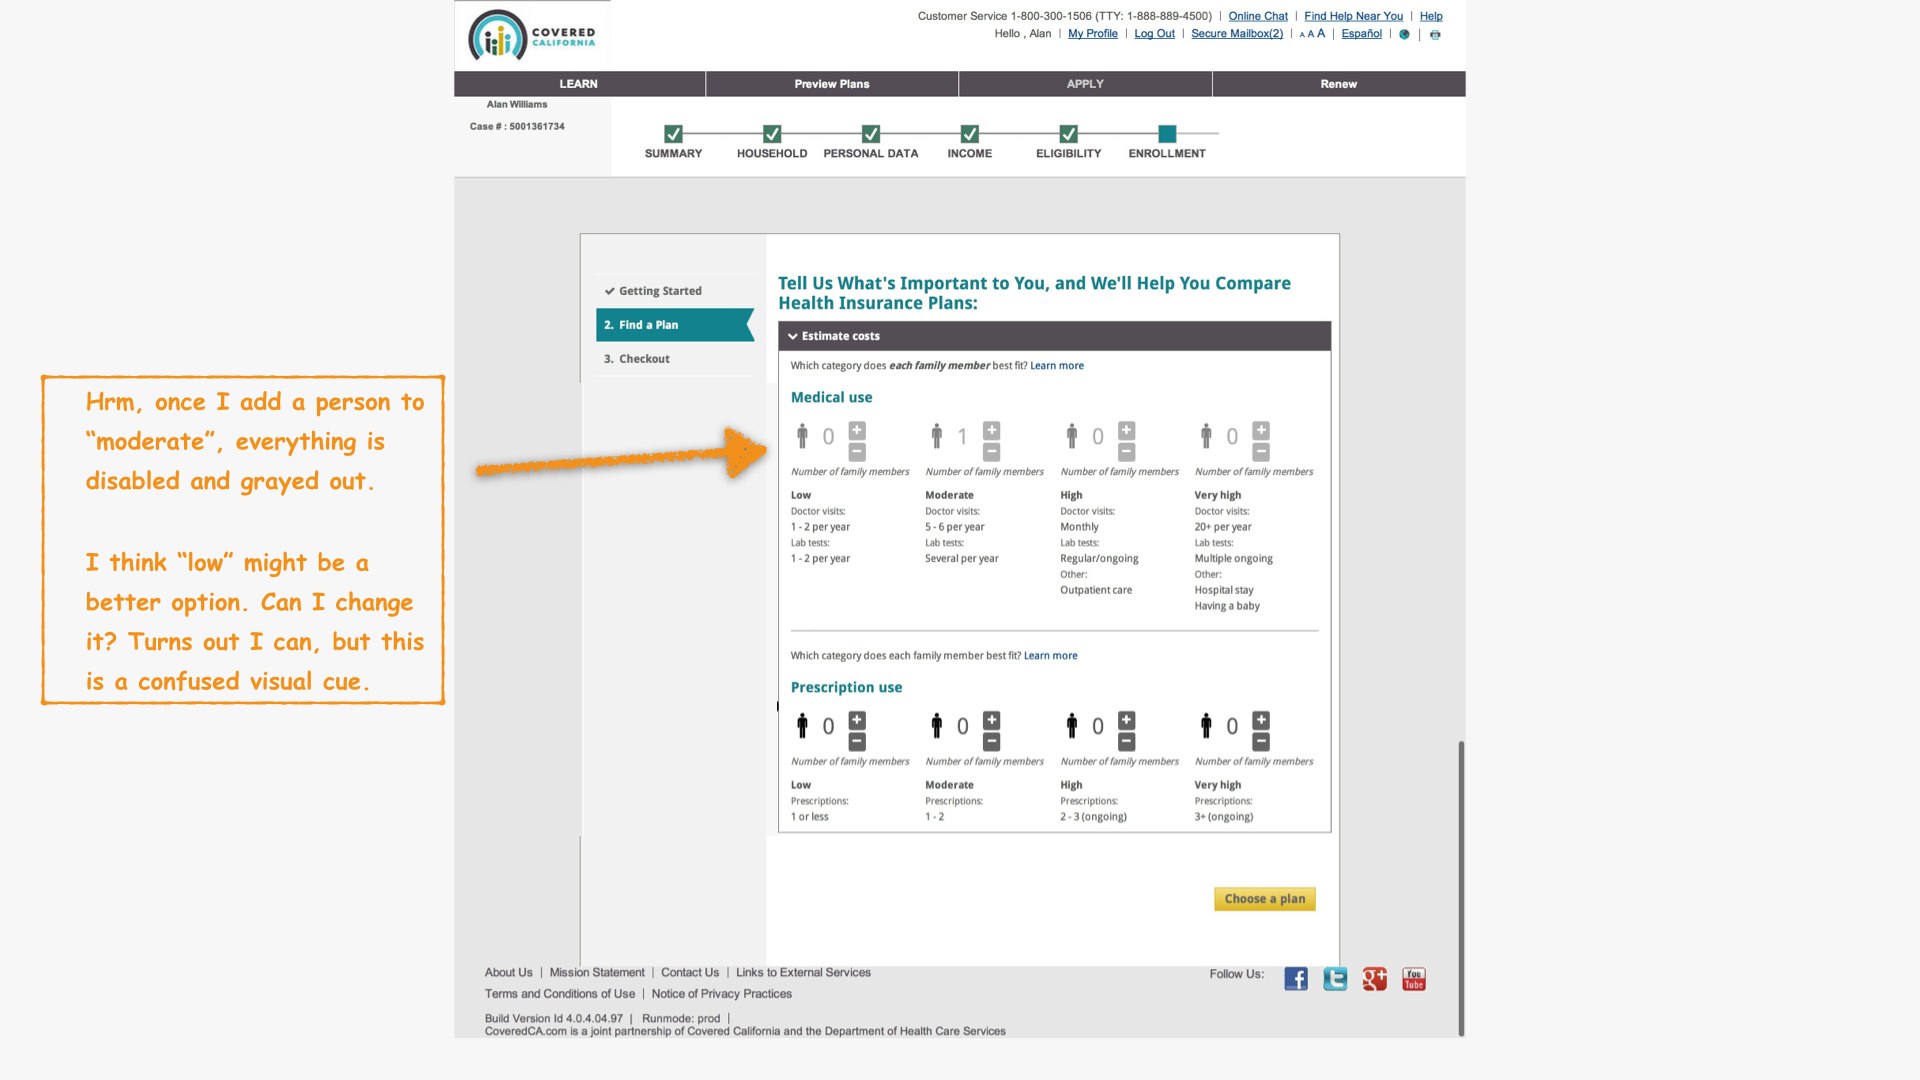 COVERED
CALIFORNIA
Customer Service 1-800-300-1506 (TTY: 1-888-889-4500) | Online Chat | Find Help Near You | Help
Hello , Alan | My Profile | Log Out | Secure Mailbox(2) | A A A | Español | |
LEARN Preview Plans APPLY Renew
Alan Williams
Case # : 5001361734
SUMMARY HOUSEHOLD PERSONAL DATA INCOME ELIGIBILITY ENROLLMENT
Getting Started
2. Find a Plan
3. Checkout
Hrm, once I add a person to
“moderate”, everything is
disabled and grayed out.
I think “low” might be a
better option. Can I change
it? Turns out I can, but this
is a confused visual cue.
Tell Us What's Important to You, and We'll Help You Compare
Health Insurance Plans:
Estimate costs
Which category does each family member best fit? Learn more
Medical use
0 + - 1 + - 0 + - 0 + -
Number of family members Number of family members Number of family members Number of family members
Low Moderate High Very high
Doctor visits: Doctor visits: Doctor visits: Doctor visits:
1 - 2 per year 5 - 6 per year Monthly 20+ per year
Lab tests: Lab tests: Lab tests: Lab tests:
1 - 2 per year Several per year Regular/ongoing Multiple ongoing
Other: Other:
Outpatient care Hospital stay
Having a baby
Which category does each family member best fit? Learn more
Prescription use
0 + - 0 + - 0 + - 0 + -
Number of family members Number of family members Number of family members Number of family members
Low Moderate High Very high
Prescriptions: Prescriptions: Prescriptions: Prescriptions:
1 or less 1 - 2 2 - 3 (ongoing) 3+ (ongoing)
Choose a plan
About Us | Mission Statement | Contact Us | Links to External Services
Follow Us: f t g+ You Tube
Terms and Conditions of Use | Notice of Privacy Practices
Build Version Id 4.0.4.04.97 | Runmode: prod |
CoveredCA.com is a joint partnership of Covered California and the Department of Health Care Services